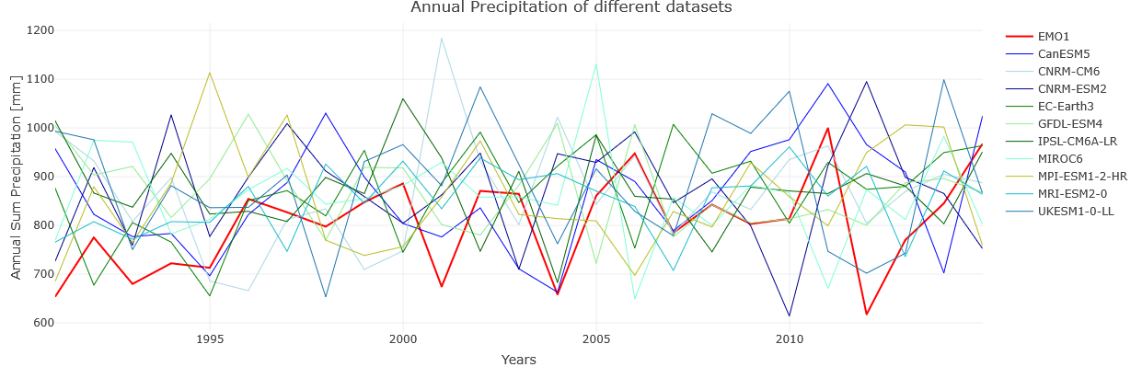 Annual Precipitation of different datasets
Annual Sum Precpitation [mm]
1200
1100
1000
900
800
700
600
1995
2000
2005
2010
Years
EMO1
CanESM5
CNRM-CM6
CNRM-ESM2
EC-Earth3
GFDL-ESM4
IPSL-CM6A-LR
MIROC6
MPI-ESM1-2-HR
MRI-ESM2-0
UKESM1-0-LL